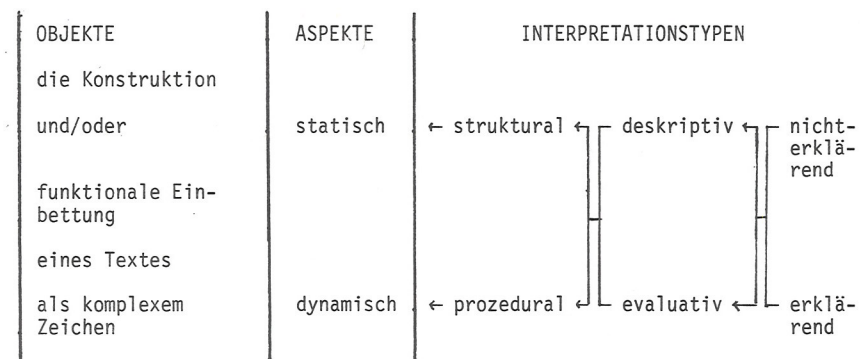 OBJEKTE ASPEKTE INTERPRETATIONSTYPEN
die Konstruktion
und/oder statisch ← struktural ← deskriptiv ← nicht-
erklä-
rend
funktionale Ein-
bettung
eines Textes
als komplexem dynamisch ← prozedural ← evaluativ ← erklä-
Zeichen rend